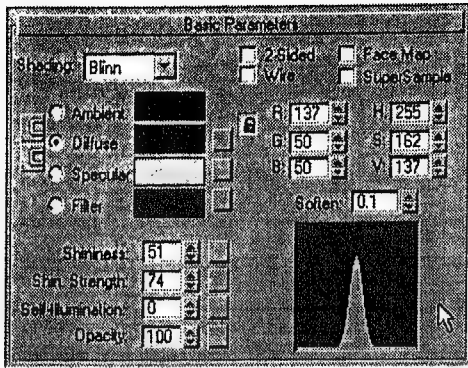 Basic Parameters
Shading: Blinn
2-Sided Face Map
Wire SuperSample
Ambient:
Diffuse:
Specular:
Filter:
R: 137 H: 255
G: 50 S: 162
B: 50 V: 137
Soften: 0.1
Shininess: 51
Shin. Strength: 74
Self-Illumination: 0
Opacity: 100